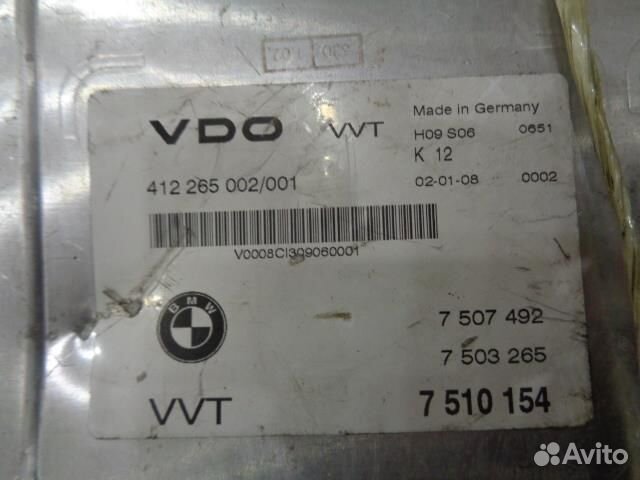 VDO VVT
Made in Germany
H09 S06 0651
K 12
412 265 002/001
02-01-08 0002
V0008CI309060001
BMW
7 507 492
7 503 265
VVT 7 510 154
Avito